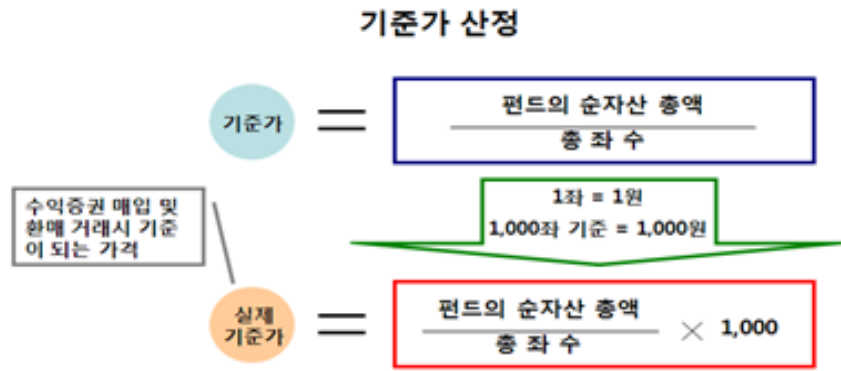 기준가 산정
기준가
=
펀드의 순자산 총액
총 좌 수
수익증권 매입 및
환매 거래시 기준
이 되는 가격
1좌 = 1원
1,000좌 기준 = 1,000원
실제
기준가
=
펀드의 순자산 총액
총 좌 수
× 1,000